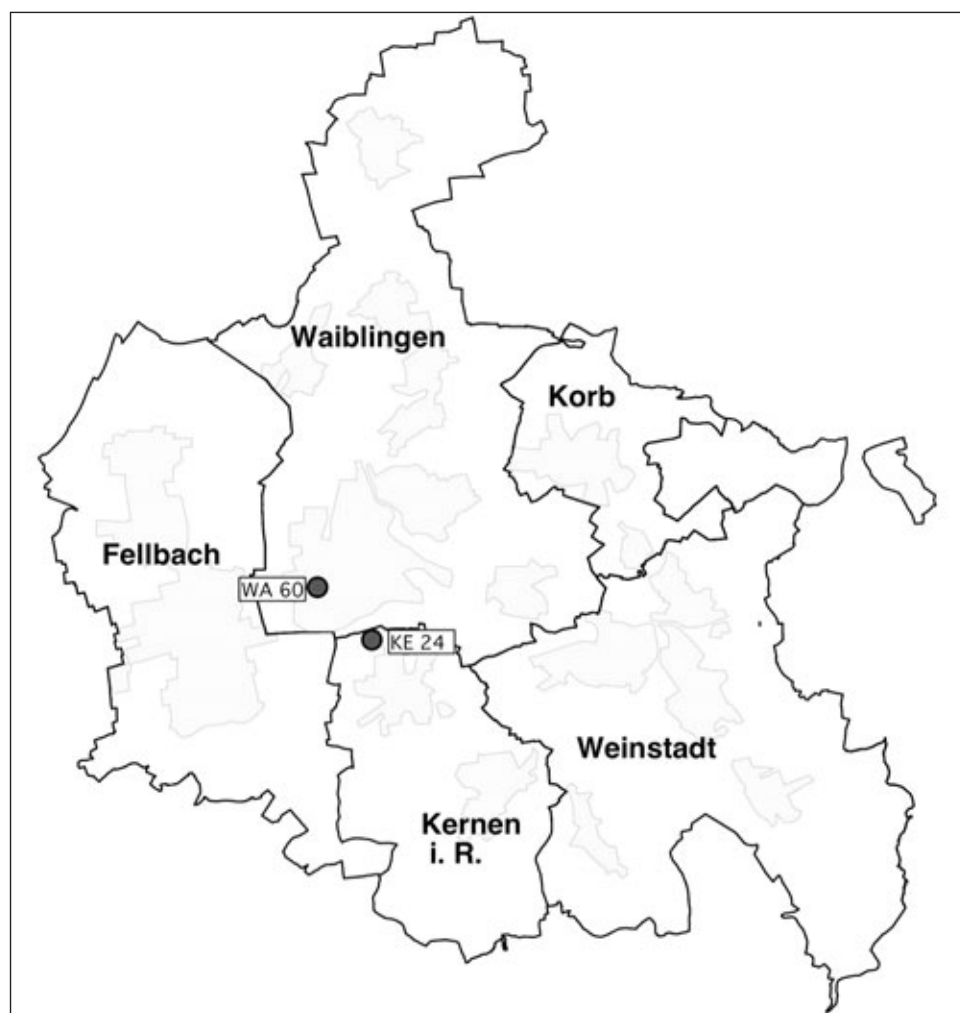 Waiblingen
Korb
Fellbach
WA 60
KE 24
Weinstadt
Kernen
i. R.